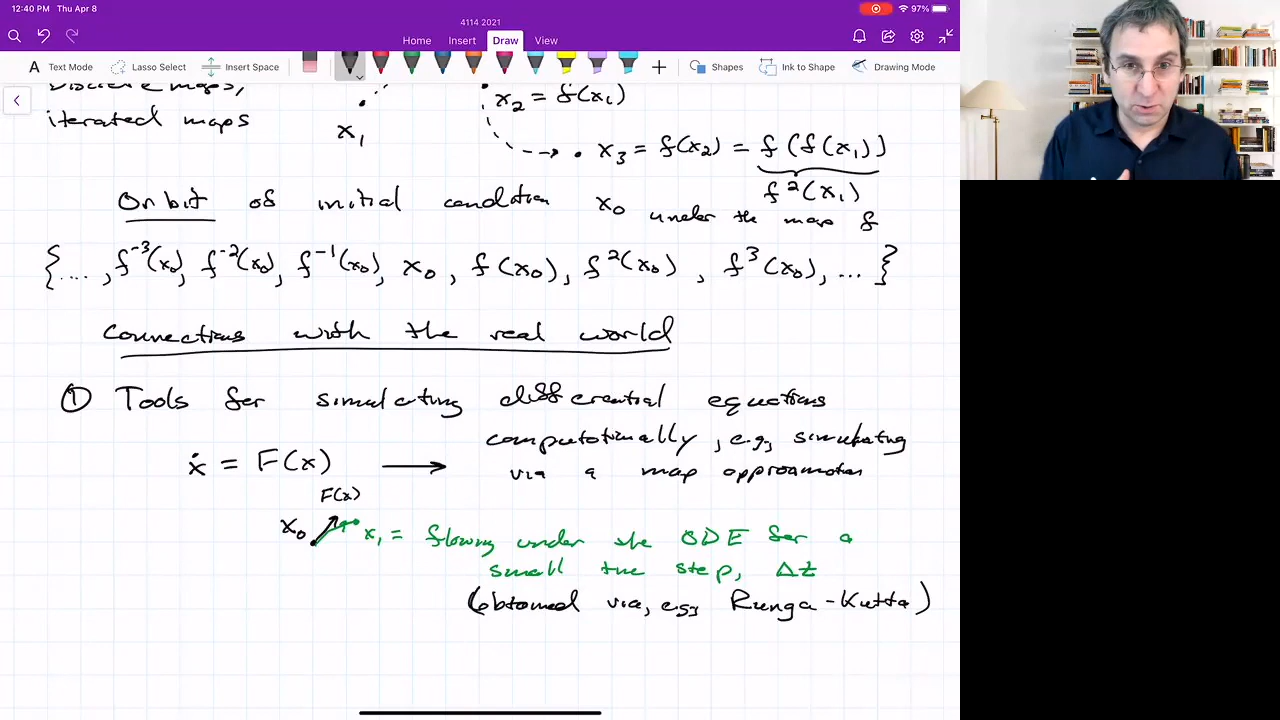 12:40 PM Thu Apr 8
97%
4114 2021
Home Insert Draw View
Text Mode Lasso Select Insert Space Shapes Ink to Shape Drawing Mode
Discrete maps,
iterated maps
x₁
x₂ = f(x₁)
x₃ = f(x₂) = f(f(x₁))
f²(x₁)
Orbit of initial condition x₀ under the map f
{..., f⁻³(x₀), f⁻²(x₀), f⁻¹(x₀), x₀, f(x₀), f²(x₀), f³(x₀), ...}
Connections with the real world
① Tools for simulating differential equations
computationally, e.g., simulating
ẋ = F(x) → via a map approximation
F(x)
x₀ x₁ = flowing under the ODE for a
small time step, Δt
(obtained via, e.g., Runga-Kutta)